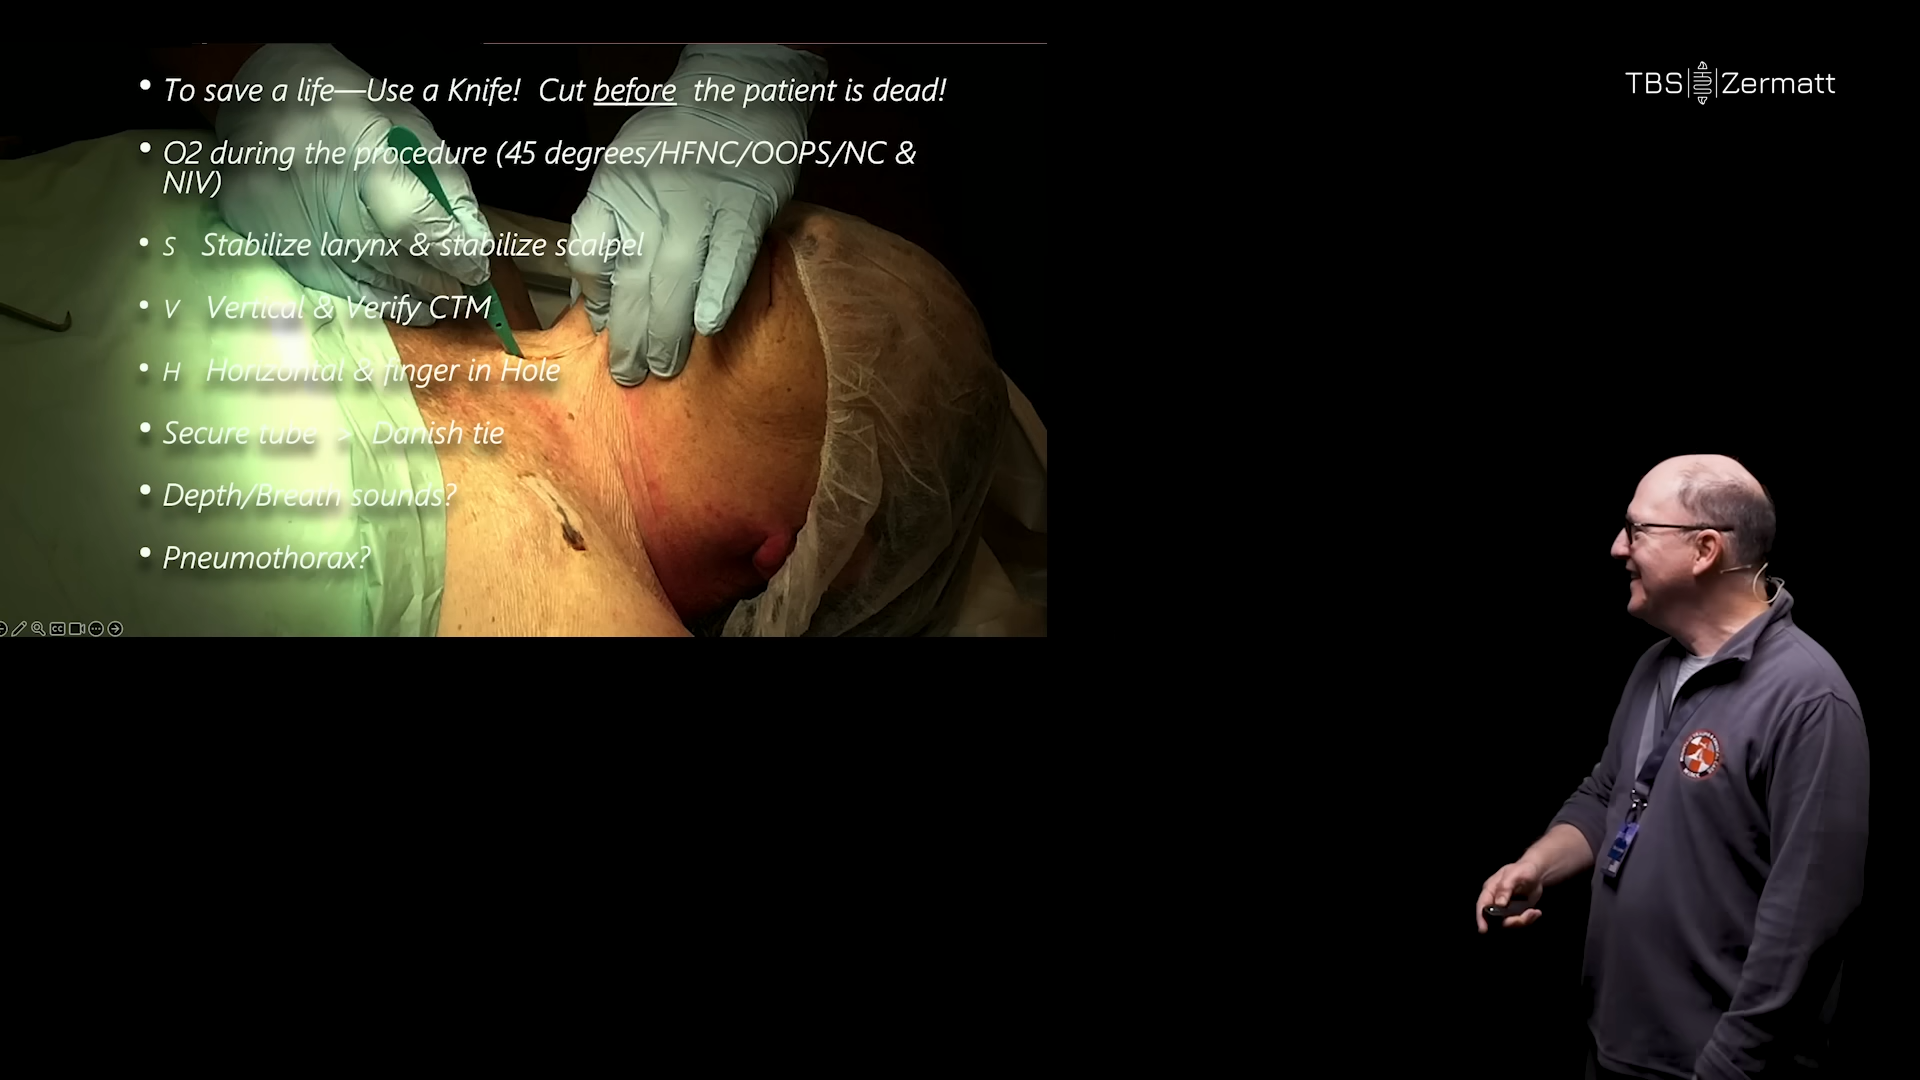 TBS Zermatt
• To save a life—Use a Knife!  Cut before  the patient is dead!
• O2 during the procedure (45 degrees/HFNC/OOPS/NC &
NIV)
• S   Stabilize larynx & stabilize scalpel
• V   Vertical & Verify CTM
• H   Horizontal & finger in Hole
• Secure tube  >  Danish tie
• Depth/Breath sounds?
• Pneumothorax?
CC